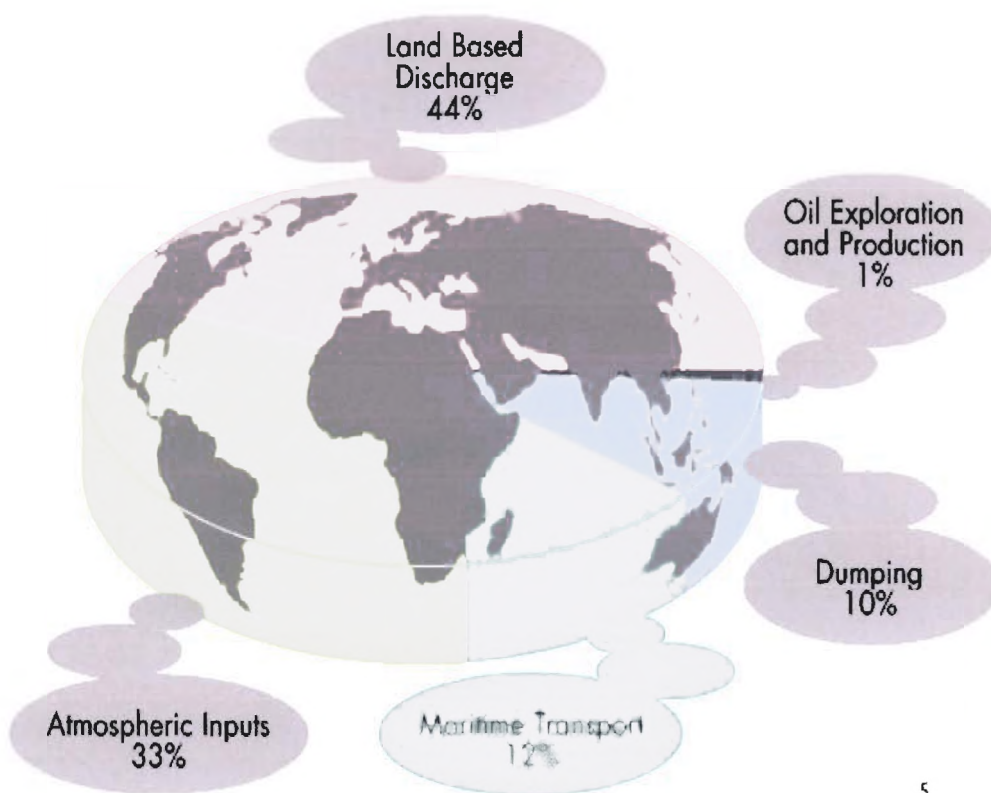 Land Based
Discharge
44%
Oil Exploration
and Production
1%
Dumping
10%
Maritime Transport
12%
Atmospheric Inputs
33%
5